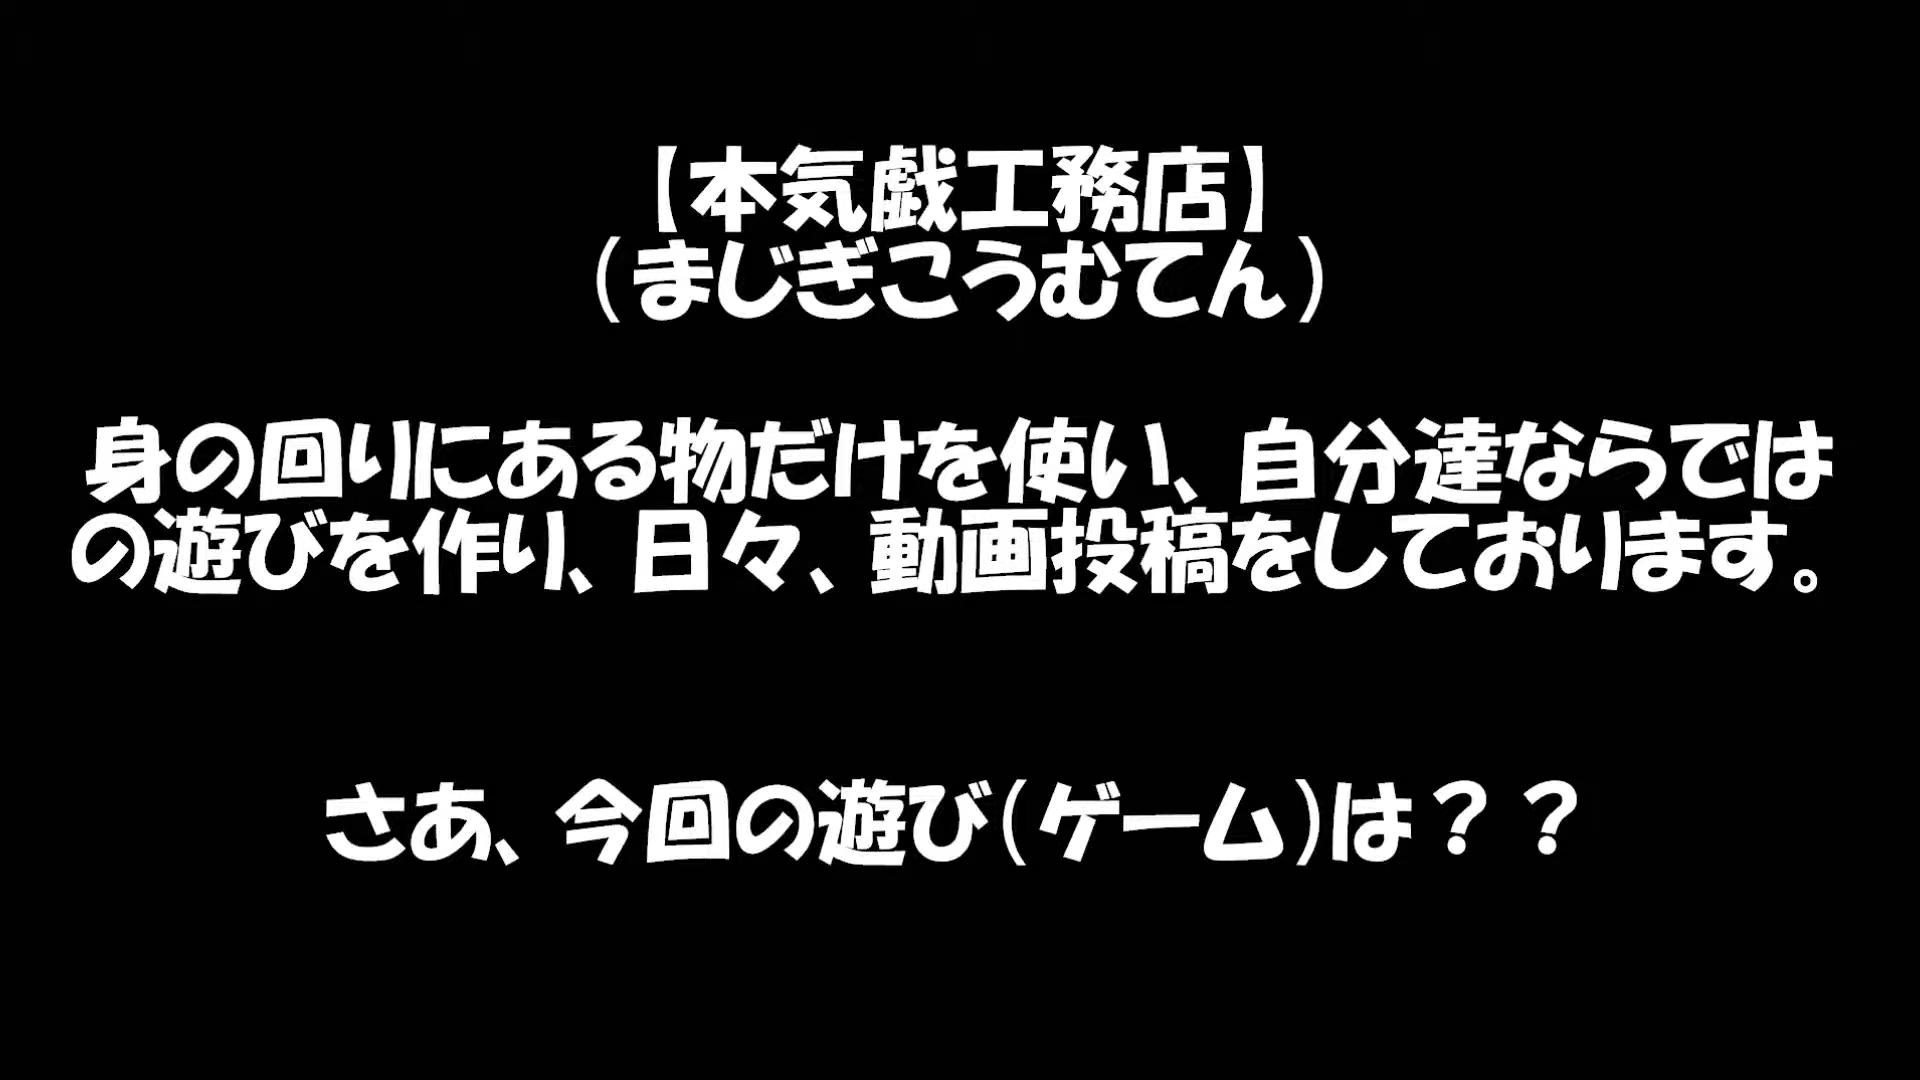 【本気戯工務店】
（まじぎこうむてん）
身の回りにある物だけを使い、自分達ならでは
の遊びを作り、日々、動画投稿をしております。
さあ、今回の遊び（ゲーム）は？？